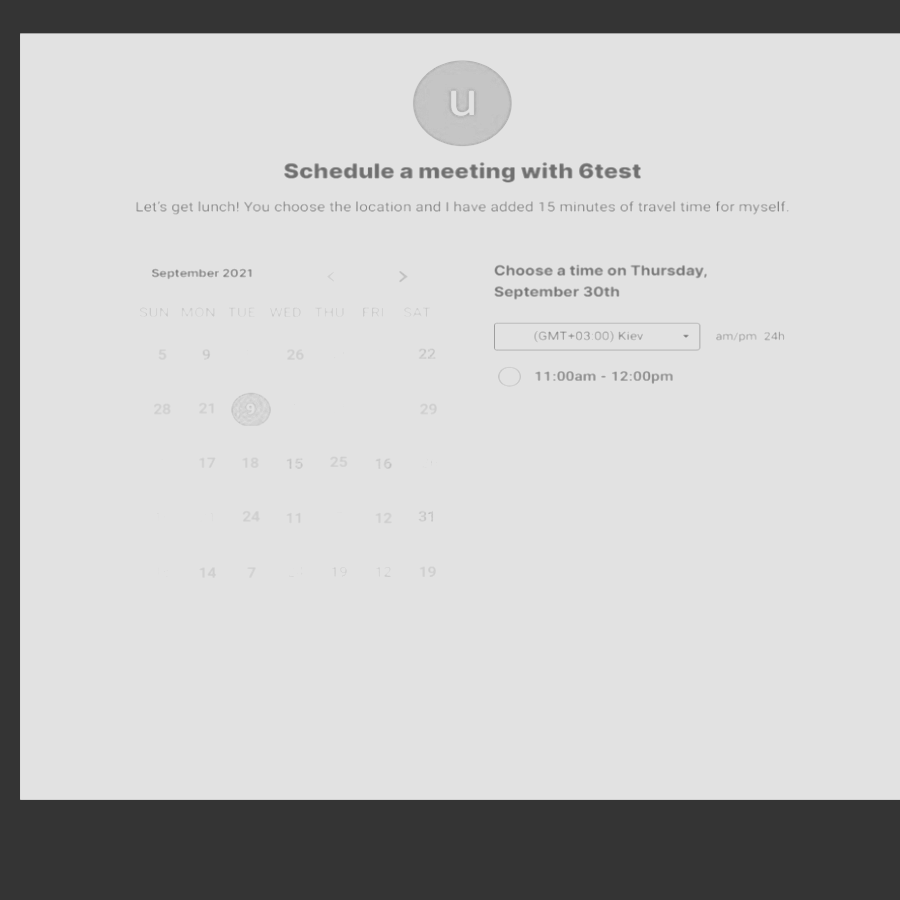 u
Schedule a meeting with 6test
Let's get lunch! You choose the location and I have added 15 minutes of travel time for myself.
September 2021 < >
SUN MON TUE WED THU FRI SAT
5 9 26 22
28 21 9 29
17 18 15 25 16
24 11 12 31
14 7 19 12 19
Choose a time on Thursday,
September 30th
(GMT+03:00) Kiev am/pm 24h
11:00am - 12:00pm